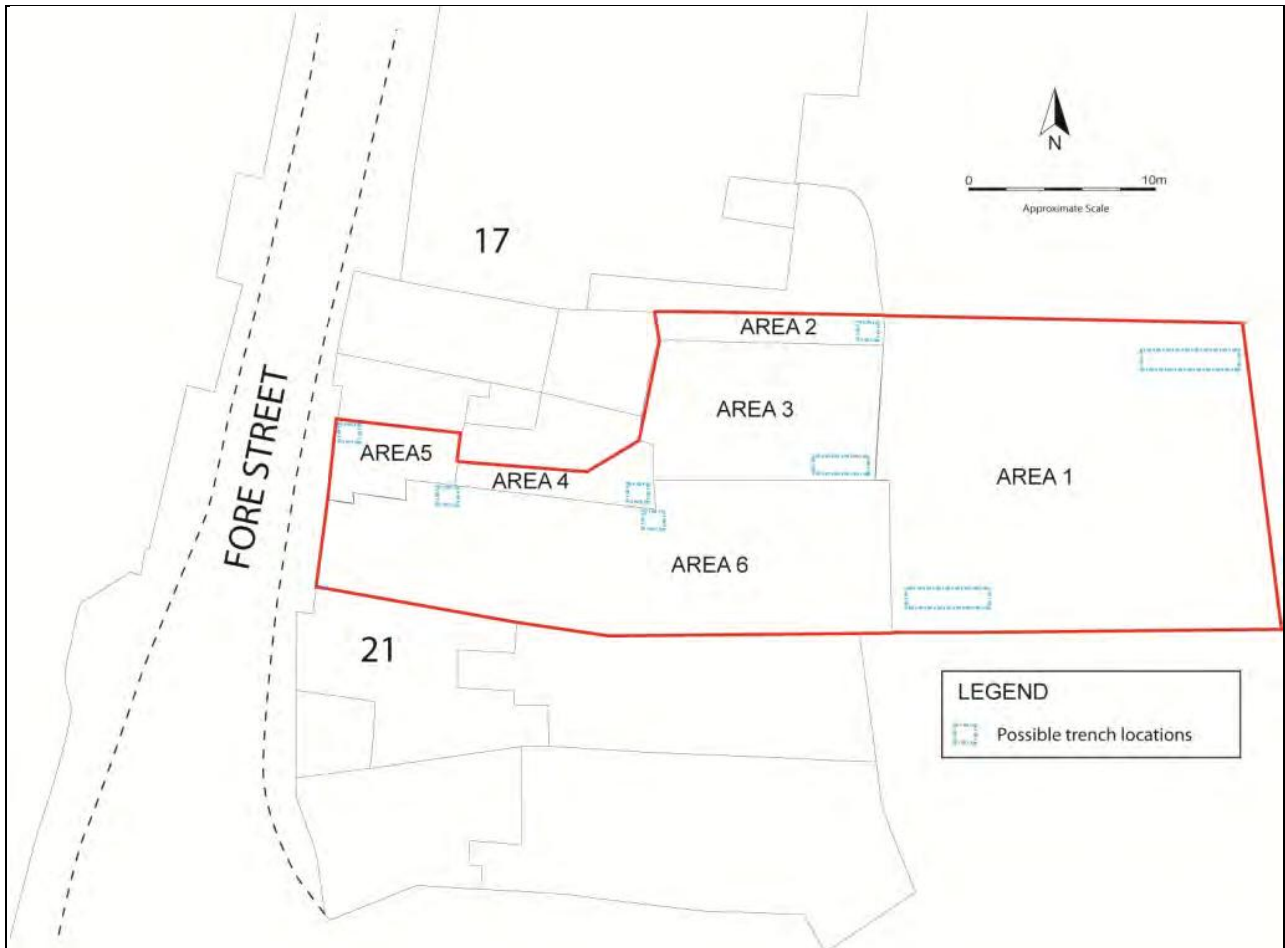 N
0 10m
Approximate Scale
17
AREA 2
AREA 3
FORE STREET
AREA5
AREA 4
AREA 1
AREA 6
21
LEGEND
Possible trench locations